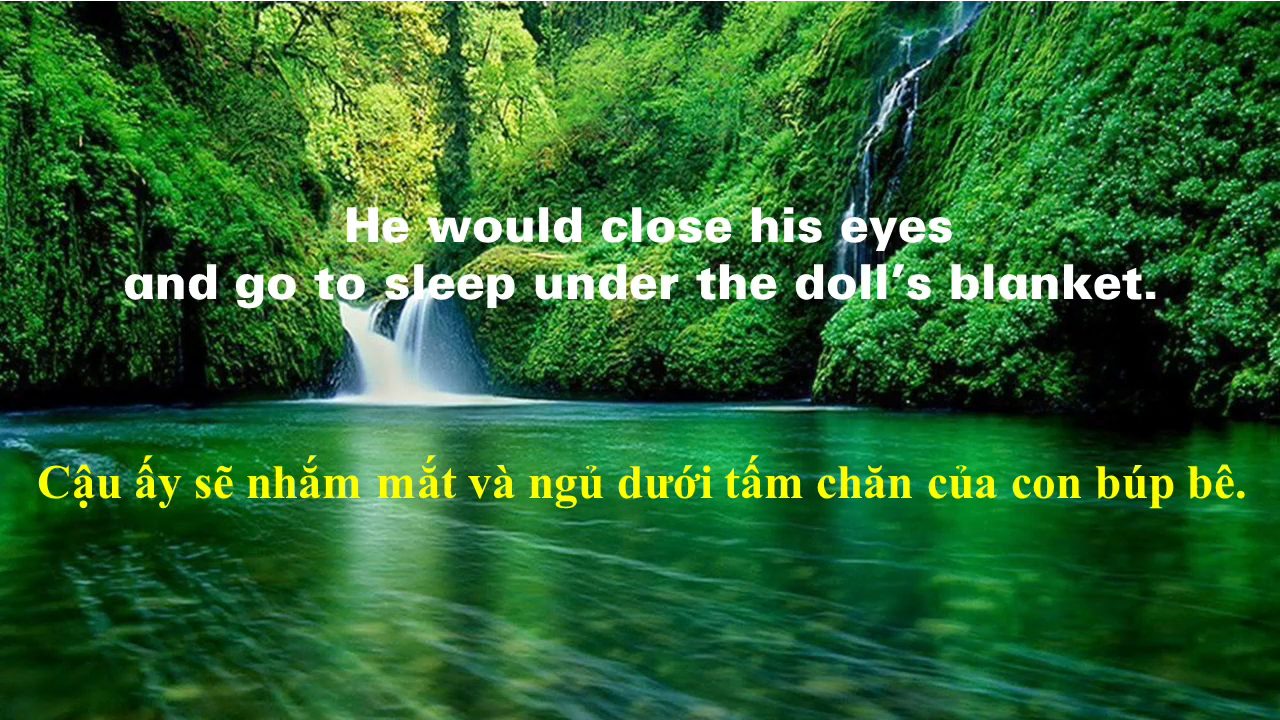 He would close his eyes
and go to sleep under the doll’s blanket.
Cậu ấy sẽ nhắm mắt và ngủ dưới tấm chăn của con búp bê.